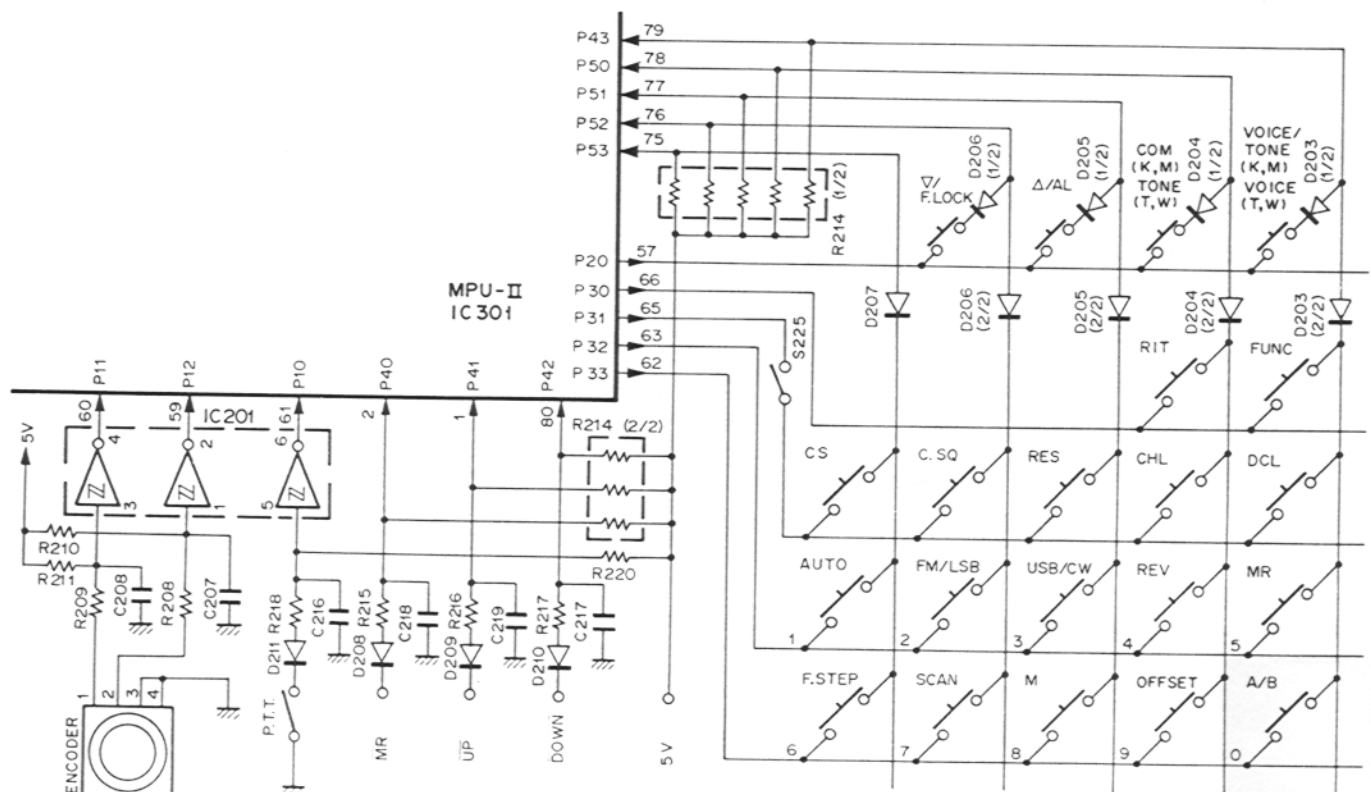 P43 79
P50 78
P51 77
P52 76
P53 75
R214 (1/2)
▽/
F.LOCK
D206
(1/2)
△/AL
D205
(1/2)
COM
(K,M)
TONE
(T,W)
D204
(1/2)
VOICE/
TONE
(K,M)
VOICE
(T,W)
D203
(1/2)
MPU-II
IC301
P20 57
P30 66
P31 65
P32 63
P33 62
S225
D207
D206
(2/2)
D205
(2/2)
D204
(2/2)
D203
(2/2)
RIT
FUNC
P11
P12
P10
P40
P41
P42
60
59
61
2
1
80
5V
IC201
4
2
6
3
1
5
R214 (2/2)
R210
R211
R220
R209
C208
R208
C207
R218
C216
R215
C218
R216
C219
R217
C217
D211
D208
D209
D210
CS
C.SQ
RES
CHL
DCL
AUTO
FM/LSB
USB/CW
REV
MR
1
2
3
4
5
F.STEP
SCAN
M
OFFSET
A/B
6
7
8
9
0
1
2
3
4
ENCODER
P.T.T.
MR
UP
DOWN
5V